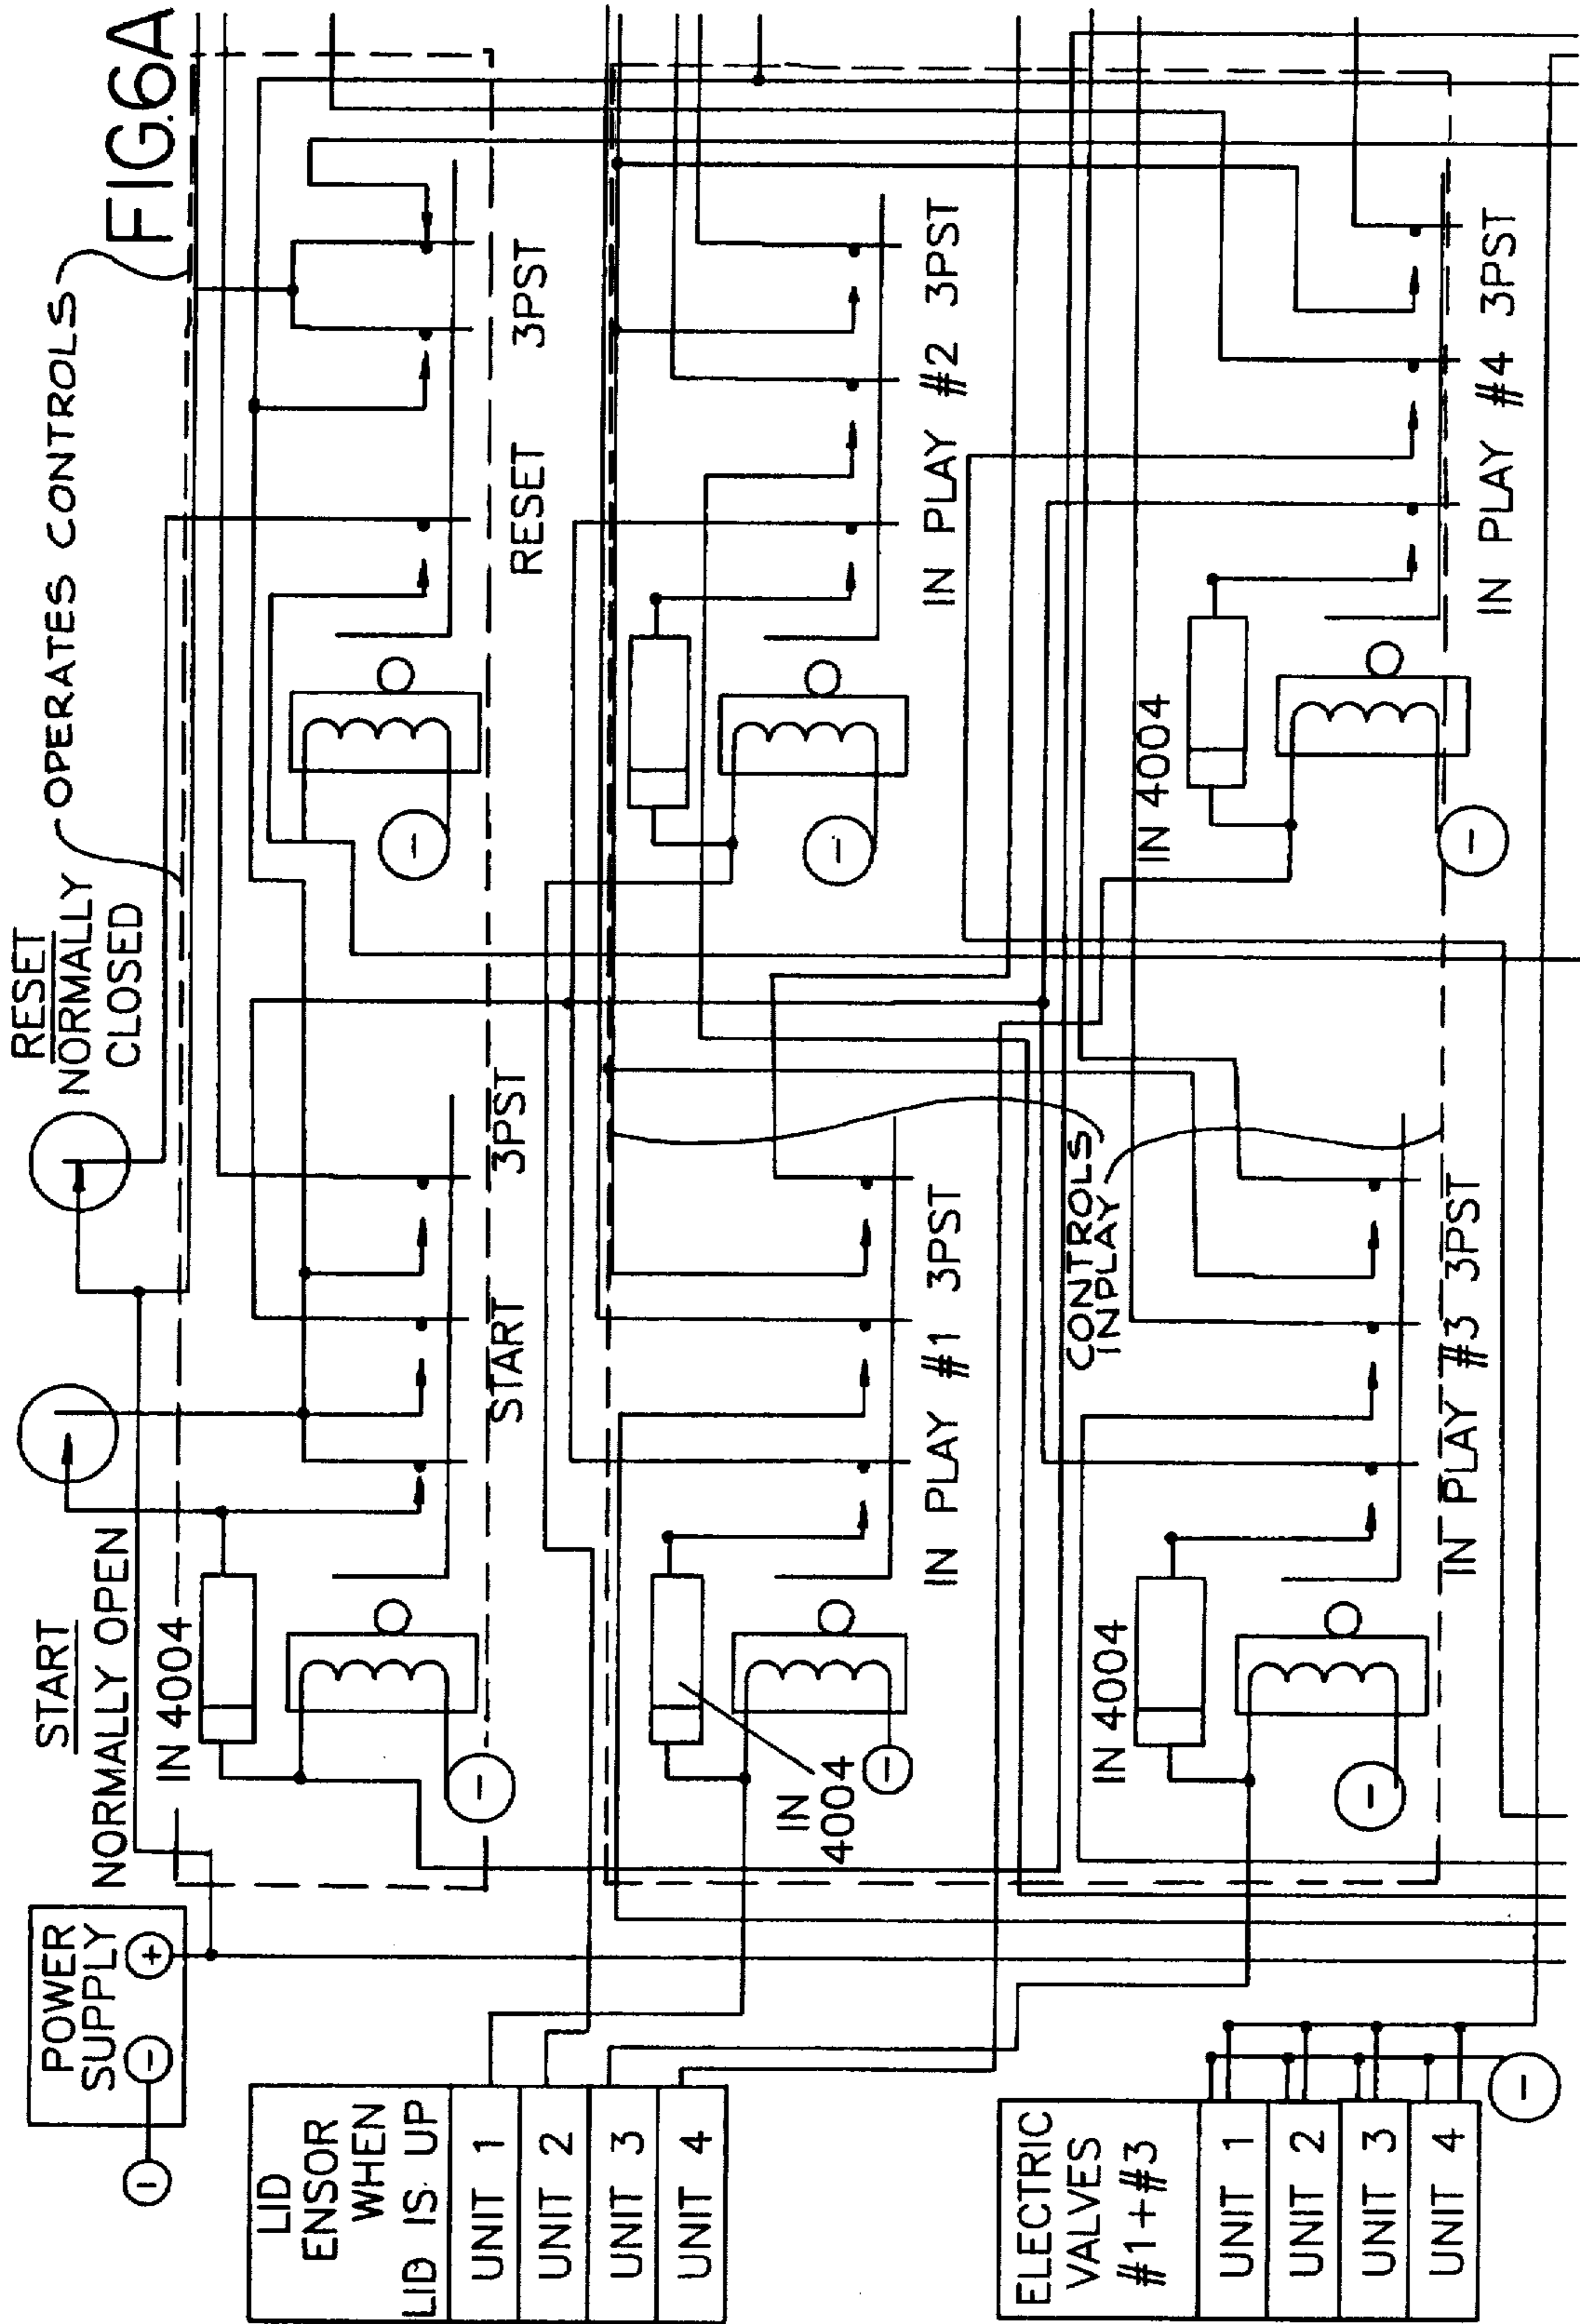 FIG.6A
OPERATES CONTROLS
RESET
NORMALLY
CLOSED
START
NORMALLY OPEN
IN 4004
POWER
SUPPLY
+
-
-
START 3PST
-
RESET 3PST
-
LID
ENSOR
WHEN
LID IS UP
UNIT 1
UNIT 2
UNIT 3
UNIT 4
IN
4004
-
IN PLAY #1 3PST
-
IN PLAY #2 3PST
CONTROLS
INPLAY
IN 4004
-
IN PLAY #3 3PST
IN 4004
-
IN PLAY #4 3PST
ELECTRIC
VALVES
#1+#3
UNIT 1
UNIT 2
UNIT 3
UNIT 4
-